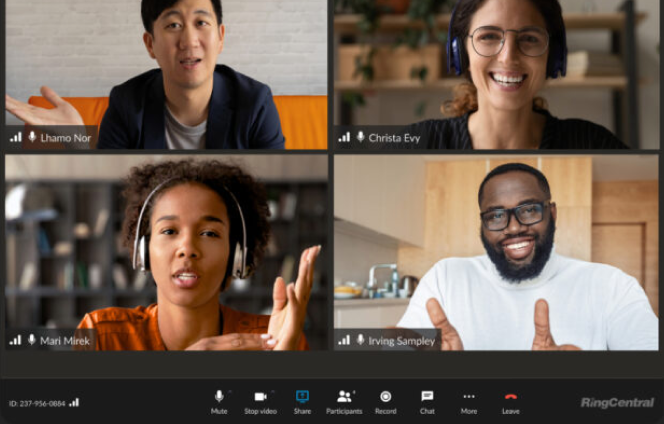 Lhamo Nor
Christa Evy
Mari Mirek
Irving Sampley
ID: 237-956-0884
Mute
Stop video
Share
Participants
Record
Chat
More
Leave
RingCentral